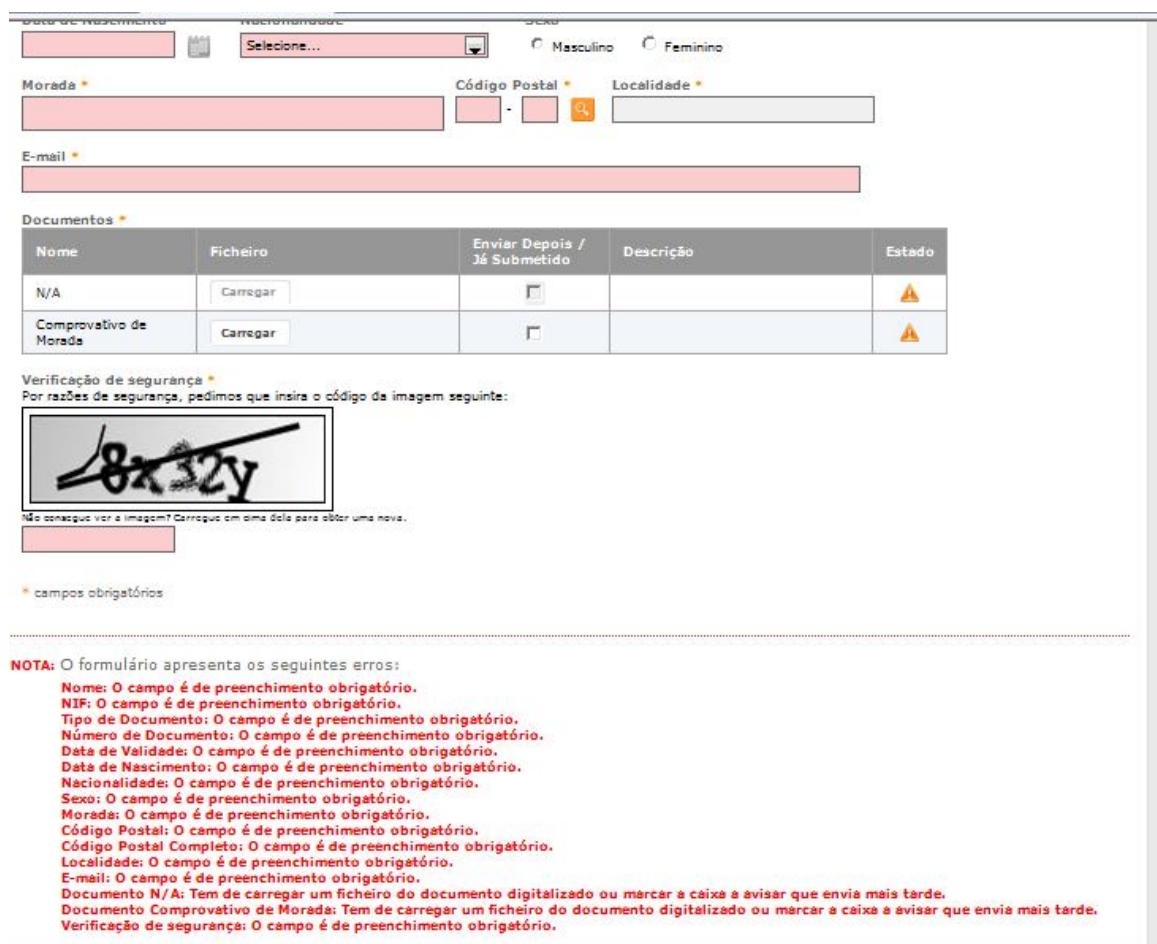 Data de Nascimento Nacionalidade Sexo
Selecione... Masculino Feminino
Morada * Código Postal * Localidade *
-
E-mail *
Documentos *
Nome Ficheiro Enviar Depois / Já Submetido Descrição Estado
N/A Carregar
Comprovativo de Morada Carregar
Verificação de segurança *
Por razões de segurança, pedimos que insira o código da imagem seguinte:
8x32y
Não consegue ver a imagem? Carregue em cima dela para obter uma nova.
* campos obrigatórios
NOTA: O formulário apresenta os seguintes erros:
Nome: O campo é de preenchimento obrigatório.
NIF: O campo é de preenchimento obrigatório.
Tipo de Documento: O campo é de preenchimento obrigatório.
Número de Documento: O campo é de preenchimento obrigatório.
Data de Validade: O campo é de preenchimento obrigatório.
Data de Nascimento: O campo é de preenchimento obrigatório.
Nacionalidade: O campo é de preenchimento obrigatório.
Sexo: O campo é de preenchimento obrigatório.
Morada: O campo é de preenchimento obrigatório.
Código Postal: O campo é de preenchimento obrigatório.
Código Postal Completo: O campo é de preenchimento obrigatório.
Localidade: O campo é de preenchimento obrigatório.
E-mail: O campo é de preenchimento obrigatório.
Documento N/A: Tem de carregar um ficheiro do documento digitalizado ou marcar a caixa a avisar que envia mais tarde.
Documento Comprovativo de Morada: Tem de carregar um ficheiro do documento digitalizado ou marcar a caixa a avisar que envia mais tarde.
Verificação de segurança: O campo é de preenchimento obrigatório.